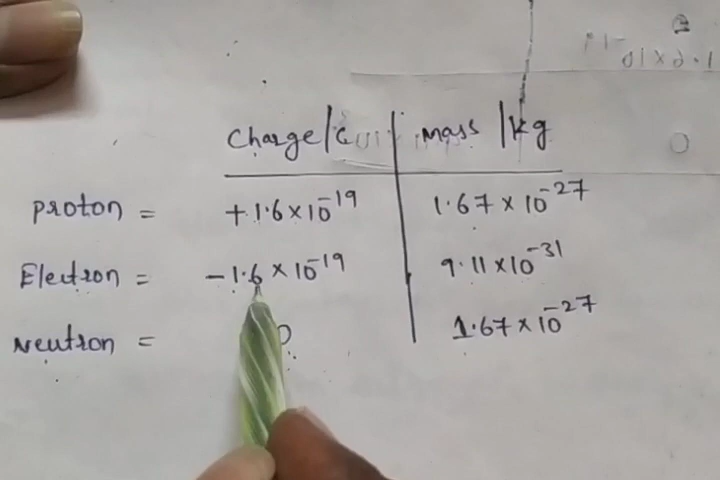 Charge/C mass/kg
proton = +1.6×10⁻¹⁹ 1.67×10⁻²⁷
Electron = -1.6×10⁻¹⁹ 9.11×10⁻³¹
Neutron = 0 1.67×10⁻²⁷